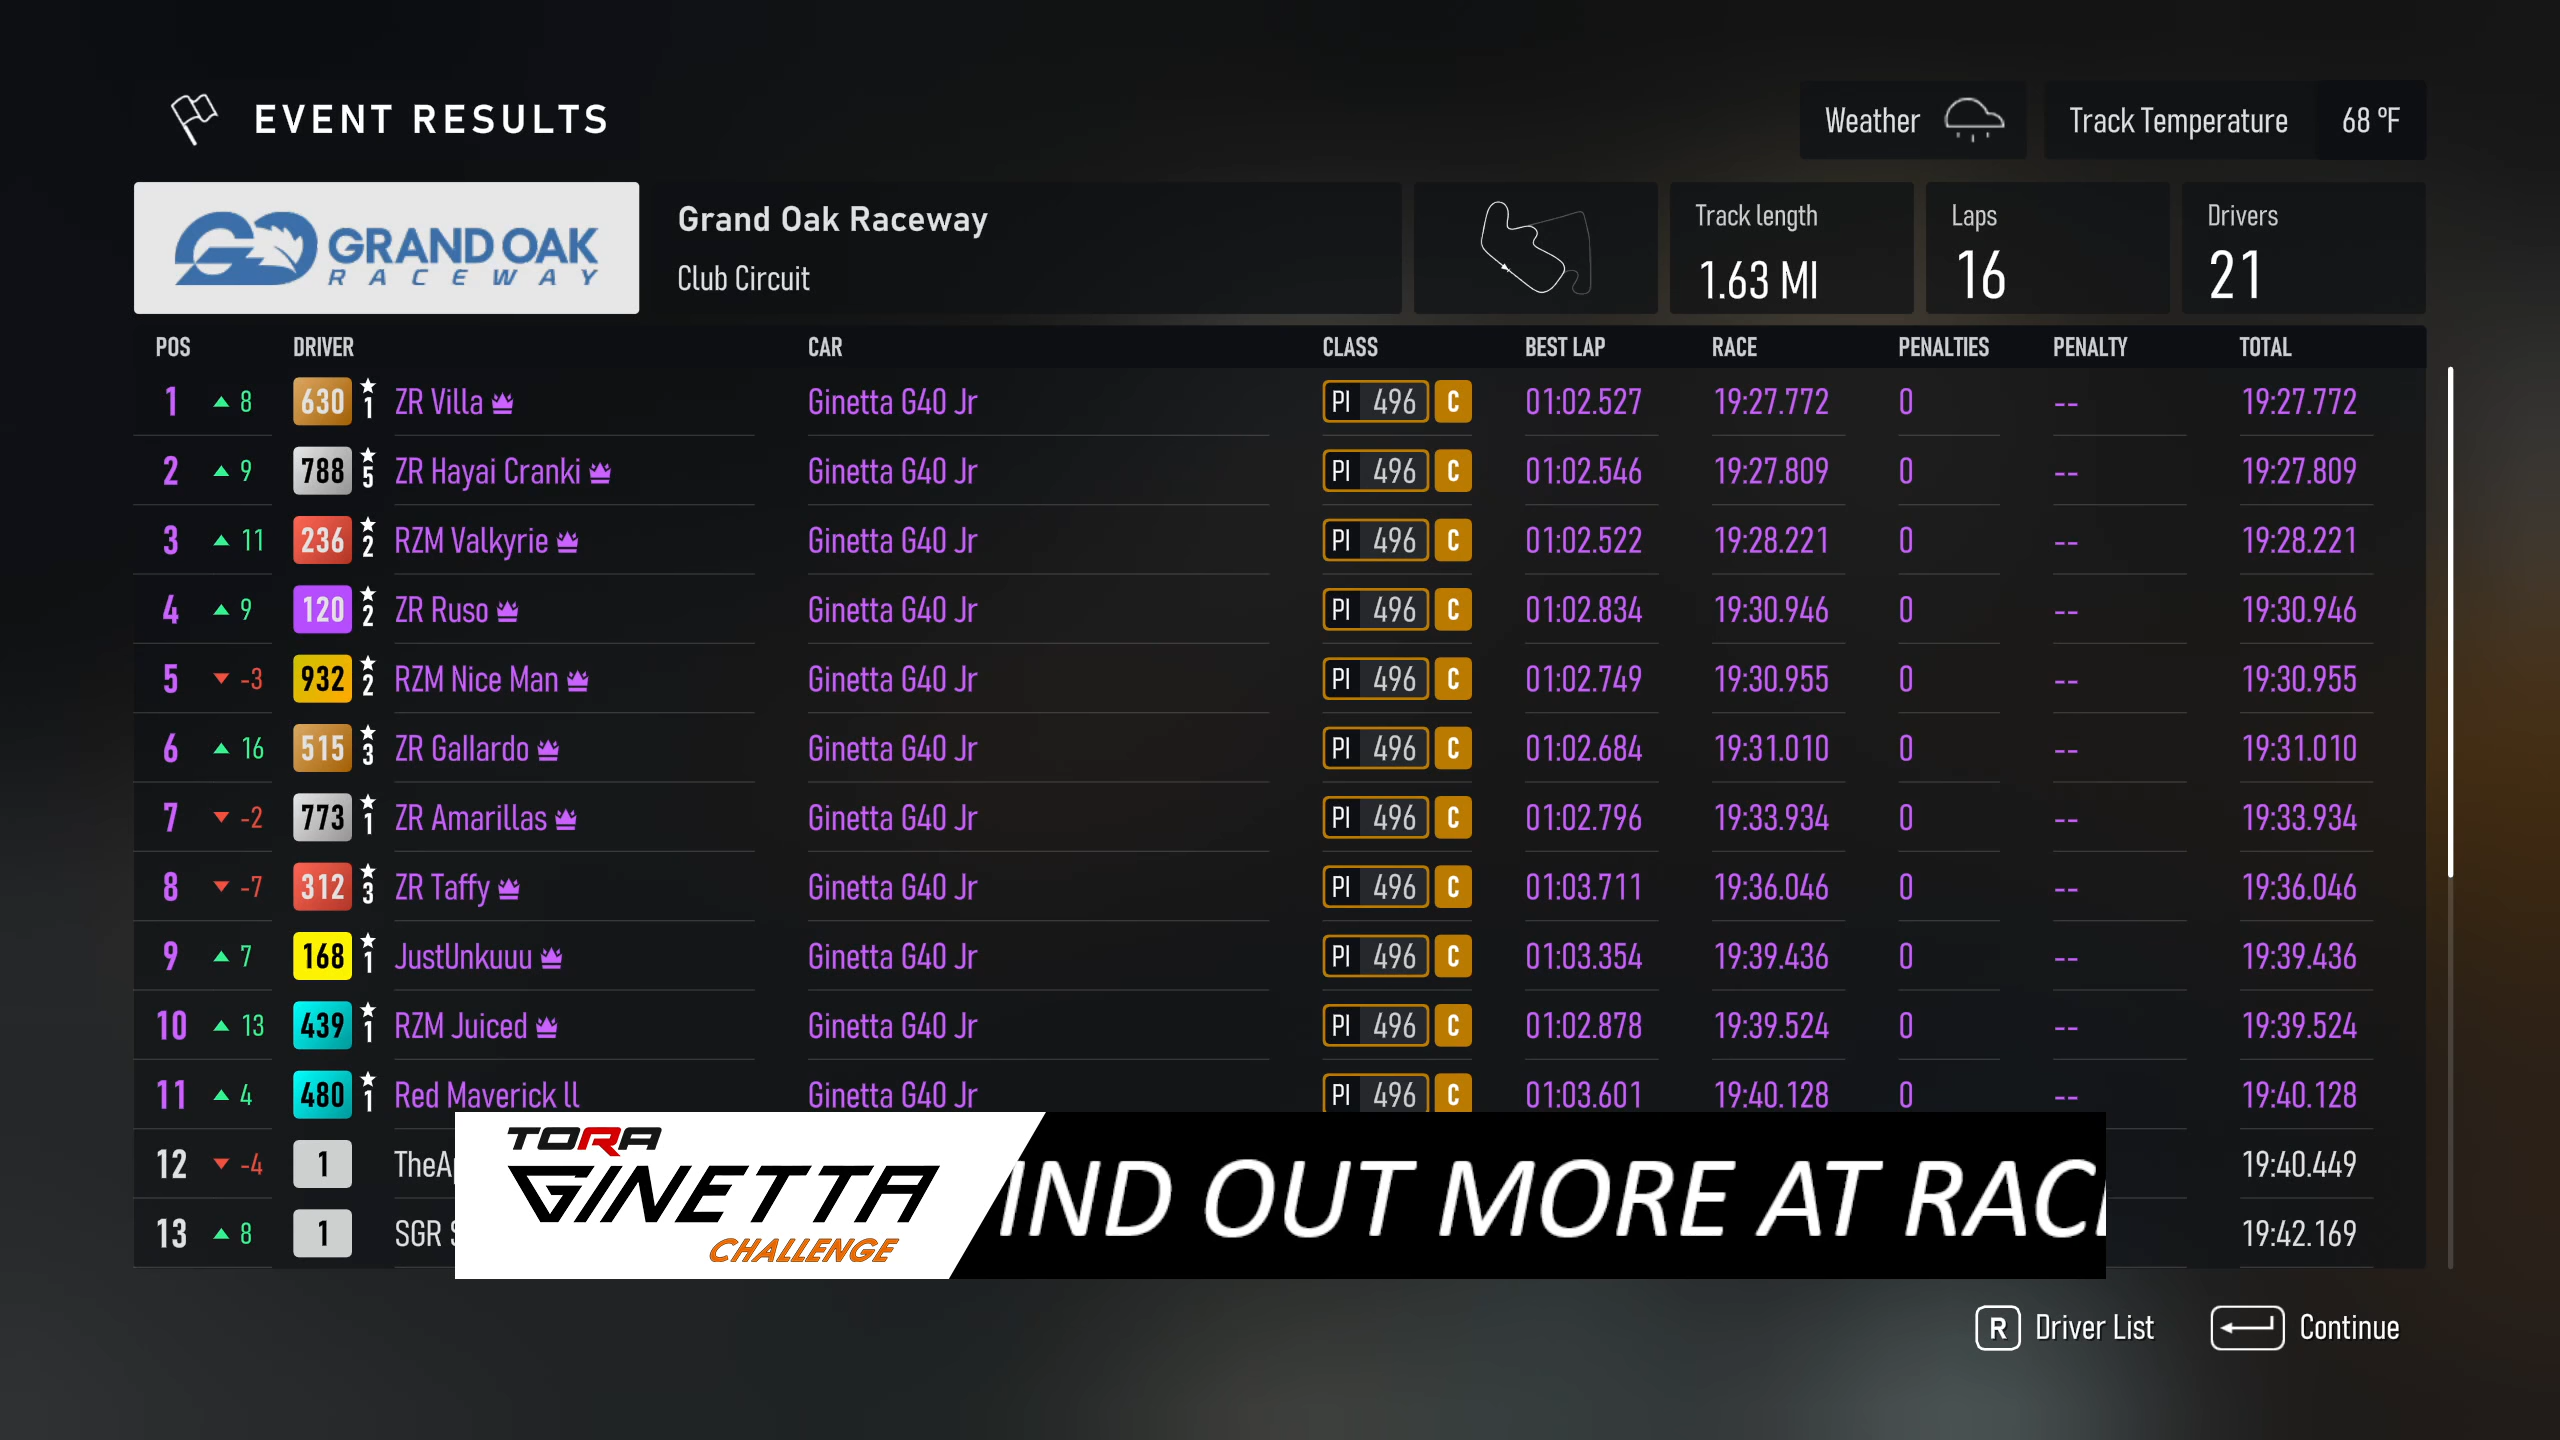 EVENT RESULTS
Weather
Track Temperature 68 °F
GRAND OAK
RACEWAY
Grand Oak Raceway
Club Circuit
Track length
1.63 MI
Laps
16
Drivers
21
POS DRIVER CAR CLASS BEST LAP RACE PENALTIES PENALTY TOTAL
1 8 630 1 ZR Villa Ginetta G40 Jr PI 496 C 01:02.527 19:27.772 0 -- 19:27.772
2 9 788 5 ZR Hayai Cranki Ginetta G40 Jr PI 496 C 01:02.546 19:27.809 0 -- 19:27.809
3 11 236 2 RZM Valkyrie Ginetta G40 Jr PI 496 C 01:02.522 19:28.221 0 -- 19:28.221
4 9 120 2 ZR Ruso Ginetta G40 Jr PI 496 C 01:02.834 19:30.946 0 -- 19:30.946
5 -3 932 2 RZM Nice Man Ginetta G40 Jr PI 496 C 01:02.749 19:30.955 0 -- 19:30.955
6 16 515 3 ZR Gallardo Ginetta G40 Jr PI 496 C 01:02.684 19:31.010 0 -- 19:31.010
7 -2 773 1 ZR Amarillas Ginetta G40 Jr PI 496 C 01:02.796 19:33.934 0 -- 19:33.934
8 -7 312 3 ZR Taffy Ginetta G40 Jr PI 496 C 01:03.711 19:36.046 0 -- 19:36.046
9 7 168 1 JustUnkuuu Ginetta G40 Jr PI 496 C 01:03.354 19:39.436 0 -- 19:39.436
10 13 439 1 RZM Juiced Ginetta G40 Jr PI 496 C 01:02.878 19:39.524 0 -- 19:39.524
11 4 480 1 Red Maverick ll Ginetta G40 Jr PI 496 C 01:03.601 19:40.128 0 -- 19:40.128
12 -4 1 19:40.449
13 8 1 SGR 19:42.169
TORA
GINETTA
CHALLENGE
IND OUT MORE AT RAC
R Driver List
Continue